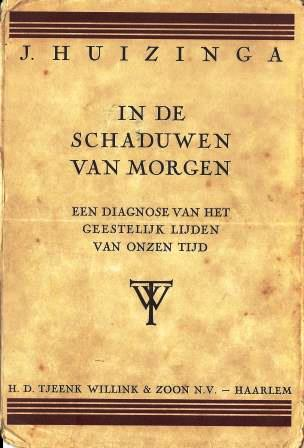 J. HUIZINGA
IN DE
SCHADUWEN
VAN MORGEN
EEN DIAGNOSE VAN HET
GEESTELIJK LIJDEN
VAN ONZEN TIJD
TW
H. D. TJEENK WILLINK & ZOON N.V. – HAARLEM